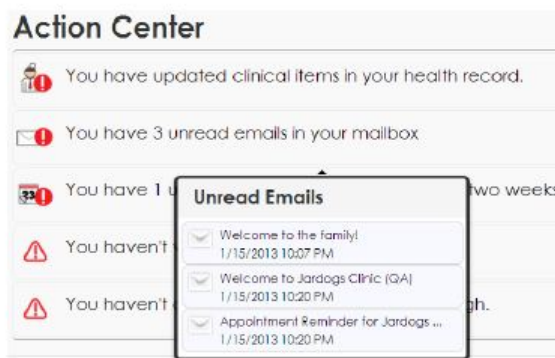 Action Center
You have updated clinical items in your health record.
You have 3 unread emails in your mailbox
You have 1 u
two weeks
Unread Emails
Welcome to the family!
1/15/2013 10:07 PM
Welcome to Jardogs Clinic (QA)
1/15/2013 10:20 PM
Appointment Reminder for Jardogs ...
1/15/2013 10:20 PM
You haven't
You haven't
gh.